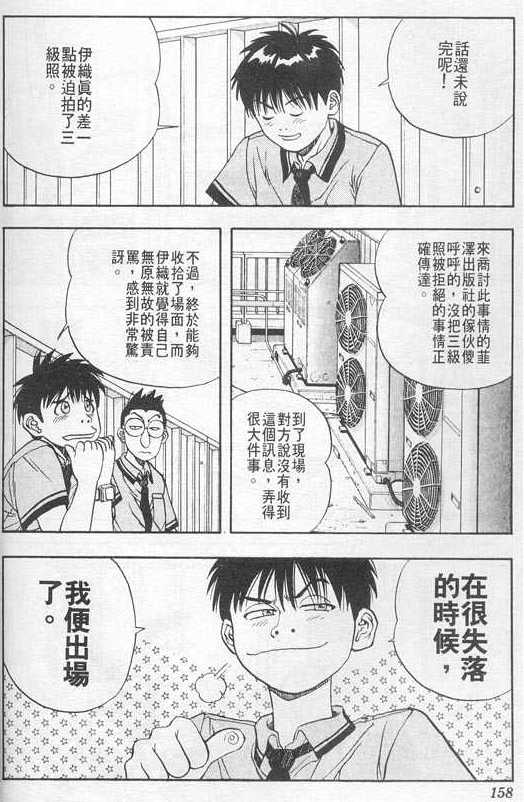 話還未說
完呢！
伊織真的差一
點被迫拍了三
級照。
來商討此事情的韮
澤出版社的傢伙傻
呼呼的，沒把三級
照被拒絕的事情正
確傳達。
到了現場，
對方說沒有收到
這個訊息，弄得
很大件事。
不過，終於能夠
收拾了場面，而
伊織就覺得自己
無原無故的被責
罵，感到非常驚
訝。
在很失落
的時候，
我便出場
了。
158